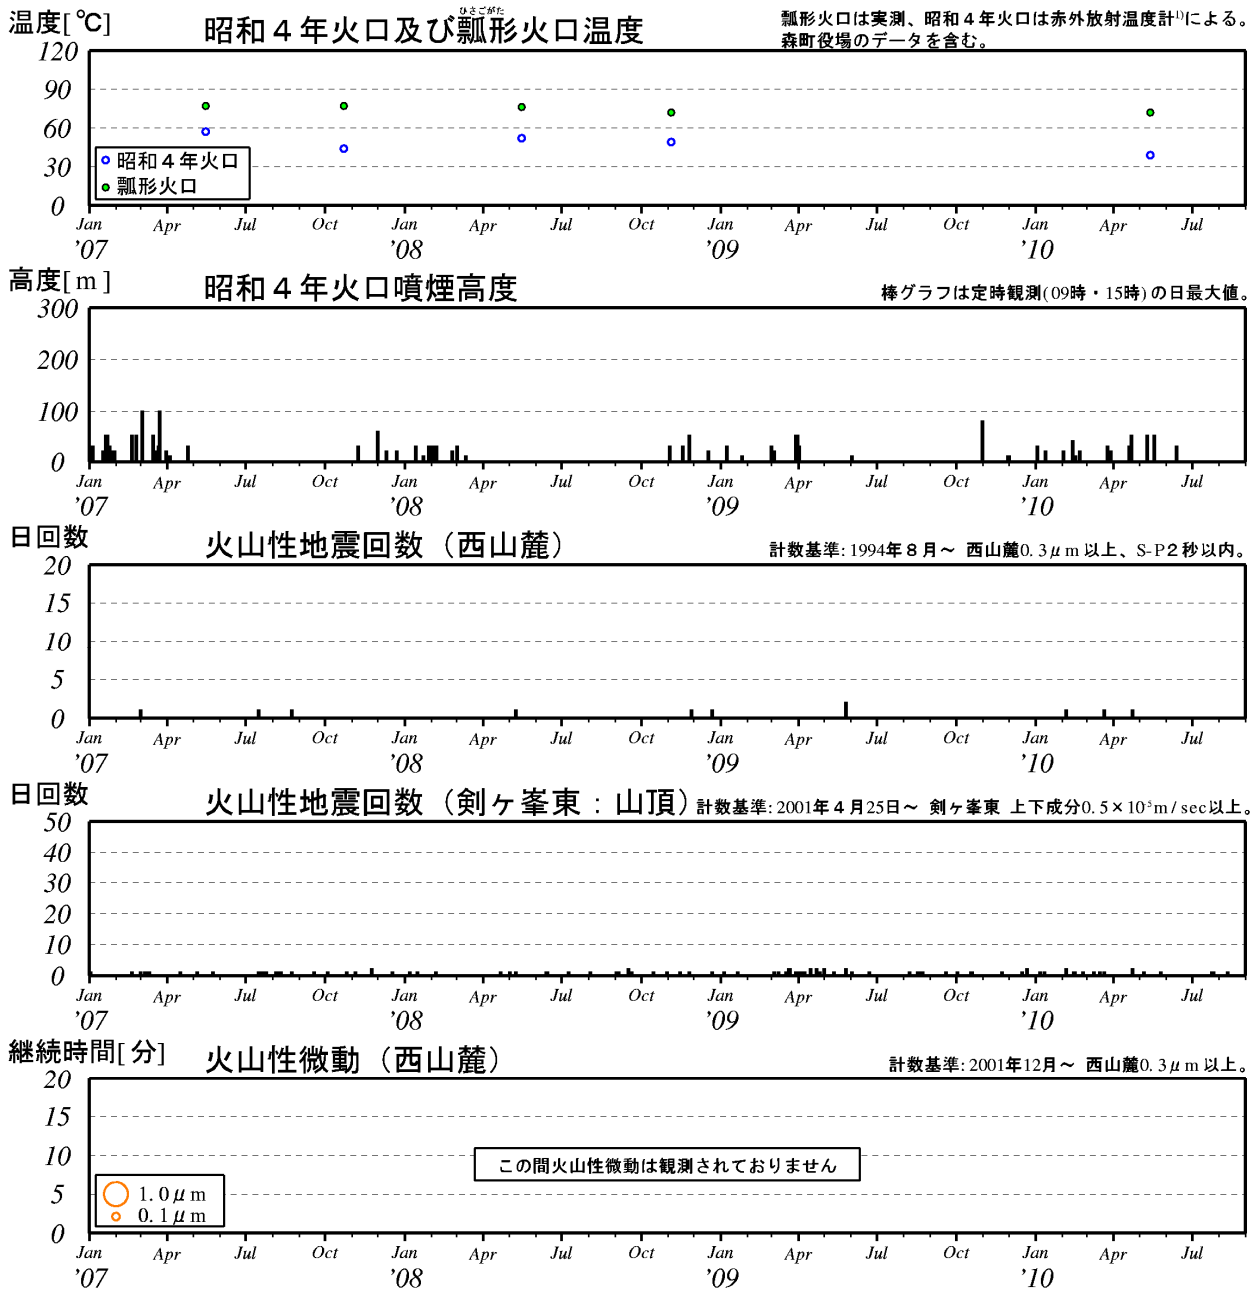 温度[℃]
昭和４年火口及び瓢形火口温度
ひさごがた
瓢形火口は実測、昭和４年火口は赤外放射温度計1)による。
森町役場のデータを含む。
120
90
60
30
0
昭和４年火口
瓢形火口
Jan Apr Jul Oct Jan Apr Jul Oct Jan Apr Jul Oct Jan Apr Jul
'07 '08 '09 '10
高度[m]
昭和４年火口噴煙高度
棒グラフは定時観測(09時・15時)の日最大値。
300
200
100
0
Jan Apr Jul Oct Jan Apr Jul Oct Jan Apr Jul Oct Jan Apr Jul
'07 '08 '09 '10
日回数
火山性地震回数（西山麓）
計数基準:1994年８月～ 西山麓0.3μm以上、S-P２秒以内。
20
15
10
5
0
Jan Apr Jul Oct Jan Apr Jul Oct Jan Apr Jul Oct Jan Apr Jul
'07 '08 '09 '10
日回数
火山性地震回数（剣ヶ峯東：山頂）
計数基準:2001年４月25日～ 剣ヶ峯東 上下成分0.5×10-5m/sec以上。
50
40
30
20
10
0
Jan Apr Jul Oct Jan Apr Jul Oct Jan Apr Jul Oct Jan Apr Jul
'07 '08 '09 '10
継続時間[分]
火山性微動（西山麓）
計数基準:2001年12月～ 西山麓0.3μm以上。
20
15
10
5
0
この間火山性微動は観測されておりません
1.0μm
0.1μm
Jan Apr Jul Oct Jan Apr Jul Oct Jan Apr Jul Oct Jan Apr Jul
'07 '08 '09 '10